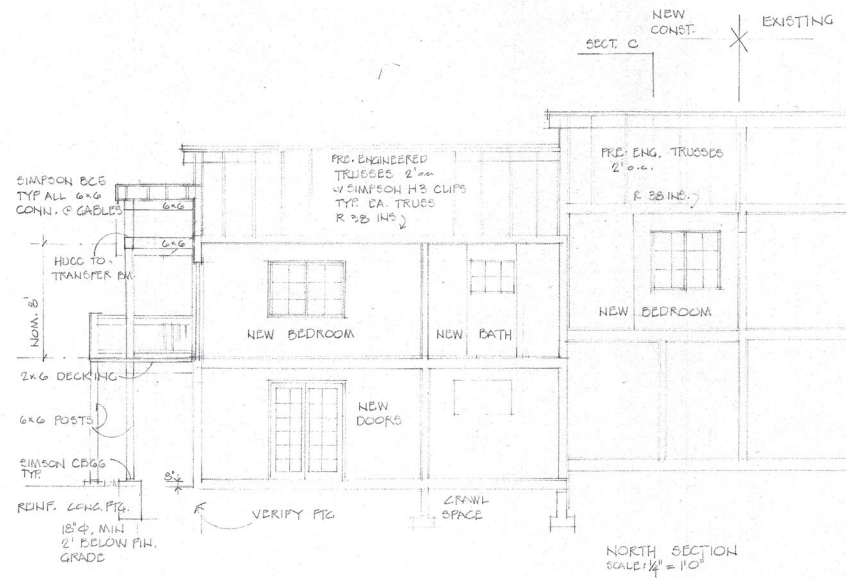 NEW
CONST.
EXISTING
SECT. C
PRE-ENGINEERED
TRUSSES 2' o.c.
W/ SIMPSON H3 CLIPS
TYP. EA. TRUSS
R 38 INS.
PRE-ENG. TRUSSES
2' o.c.
R 38 INS.
SIMPSON BC6
TYP ALL 6x6
CONN. @ GABLES
6x6
6x6
HUCC TO
TRANSFER BM.
NOM. 8'
NEW BEDROOM
NEW BATH
NEW BEDROOM
2x6 DECKING
6x6 POSTS
NEW
DOORS
SIMSON CB66
TYP.
8"
REINF. CONC. FTG.
18" Φ, MIN
2' BELOW FIN.
GRADE
VERIFY FTG
CRAWL
SPACE
NORTH SECTION
SCALE: 1/4" = 1'0"